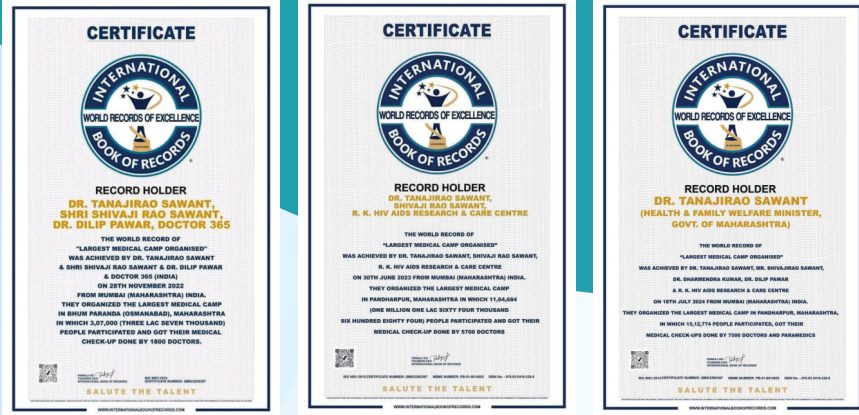 CERTIFICATE
INTERNATIONAL
WORLD RECORDS OF EXCELLENCE
BOOK OF RECORDS
RECORD HOLDER
DR. TANAJIRAO SAWANT,
SHRI SHIVAJI RAO SAWANT,
DR. DILIP PAWAR, DOCTOR 365
THE WORLD RECORD OF
"LARGEST MEDICAL CAMP ORGANISED"
WAS ACHIEVED BY DR. TANAJIRAO SAWANT
& SHRI SHIVAJI RAO SAWANT & DR. DILIP PAWAR
& DOCTOR 365 (INDIA)
ON 28TH NOVEMBER 2022
FROM MUMBAI (MAHARASHTRA) INDIA.
THEY ORGANIZED THE LARGEST MEDICAL CAMP
IN BHUM PARANDA (OSMANABAD), MAHARASHTRA
IN WHICH 3,07,000 (THREE LAC SEVEN THOUSAND)
PEOPLE PARTICIPATED AND GOT THEIR MEDICAL
CHECK-UP DONE BY 1800 DOCTORS.
INTERNATIONAL BOOK OF RECORDS
SALUTE THE TALENT
WWW.INTERNATIONALBOOKOFRECORDS.COM
CERTIFICATE
INTERNATIONAL
WORLD RECORDS OF EXCELLENCE
BOOK OF RECORDS
RECORD HOLDER
DR. TANAJIRAO SAWANT,
SHIVAJI RAO SAWANT,
R. K. HIV AIDS RESEARCH & CARE CENTRE
THE WORLD RECORD OF
"LARGEST MEDICAL CAMP ORGANISED"
WAS ACHIEVED BY DR. TANAJIRAO SAWANT, SHIVAJI RAO SAWANT,
R. K. HIV AIDS RESEARCH & CARE CENTRE
ON 30TH JUNE 2023 FROM MUMBAI (MAHARASHTRA) INDIA.
THEY ORGANIZED THE LARGEST MEDICAL CAMP
IN PANDHARPUR, MAHARASHTRA IN WHICH 11,64,684
(ONE MILLION ONE LAC SIXTY FOUR THOUSAND
SIX HUNDRED EIGHTY FOUR) PEOPLE PARTICIPATED AND GOT THEIR
MEDICAL CHECK-UP DONE BY 5700 DOCTORS
INTERNATIONAL BOOK OF RECORDS
SALUTE THE TALENT
WWW.INTERNATIONALBOOKOFRECORDS.COM
CERTIFICATE
INTERNATIONAL
WORLD RECORDS OF EXCELLENCE
BOOK OF RECORDS
RECORD HOLDER
DR. TANAJIRAO SAWANT
(HEALTH & FAMILY WELFARE MINISTER,
GOVT. OF MAHARASHTRA)
THE WORLD RECORD OF
"LARGEST MEDICAL CAMP ORGANISED"
WAS ACHIEVED BY DR. TANAJIRAO SAWANT, MR. SHIVAJIRAO SAWANT,
DR. DHARMENDRA KUMAR, DR. DILIP PAWAR
& R. K. HIV AIDS RESEARCH & CARE CENTRE
ON 16TH JULY 2024 FROM MUMBAI (MAHARASHTRA) INDIA.
THEY ORGANIZED THE LARGEST MEDICAL CAMP IN PANDHARPUR, MAHARASHTRA,
IN WHICH 15,12,774 PEOPLE PARTICIPATED, GOT THEIR
MEDICAL CHECK-UPS DONE BY 7500 DOCTORS AND PARAMEDICS
INTERNATIONAL BOOK OF RECORDS
SALUTE THE TALENT
WWW.INTERNATIONALBOOKOFRECORDS.COM